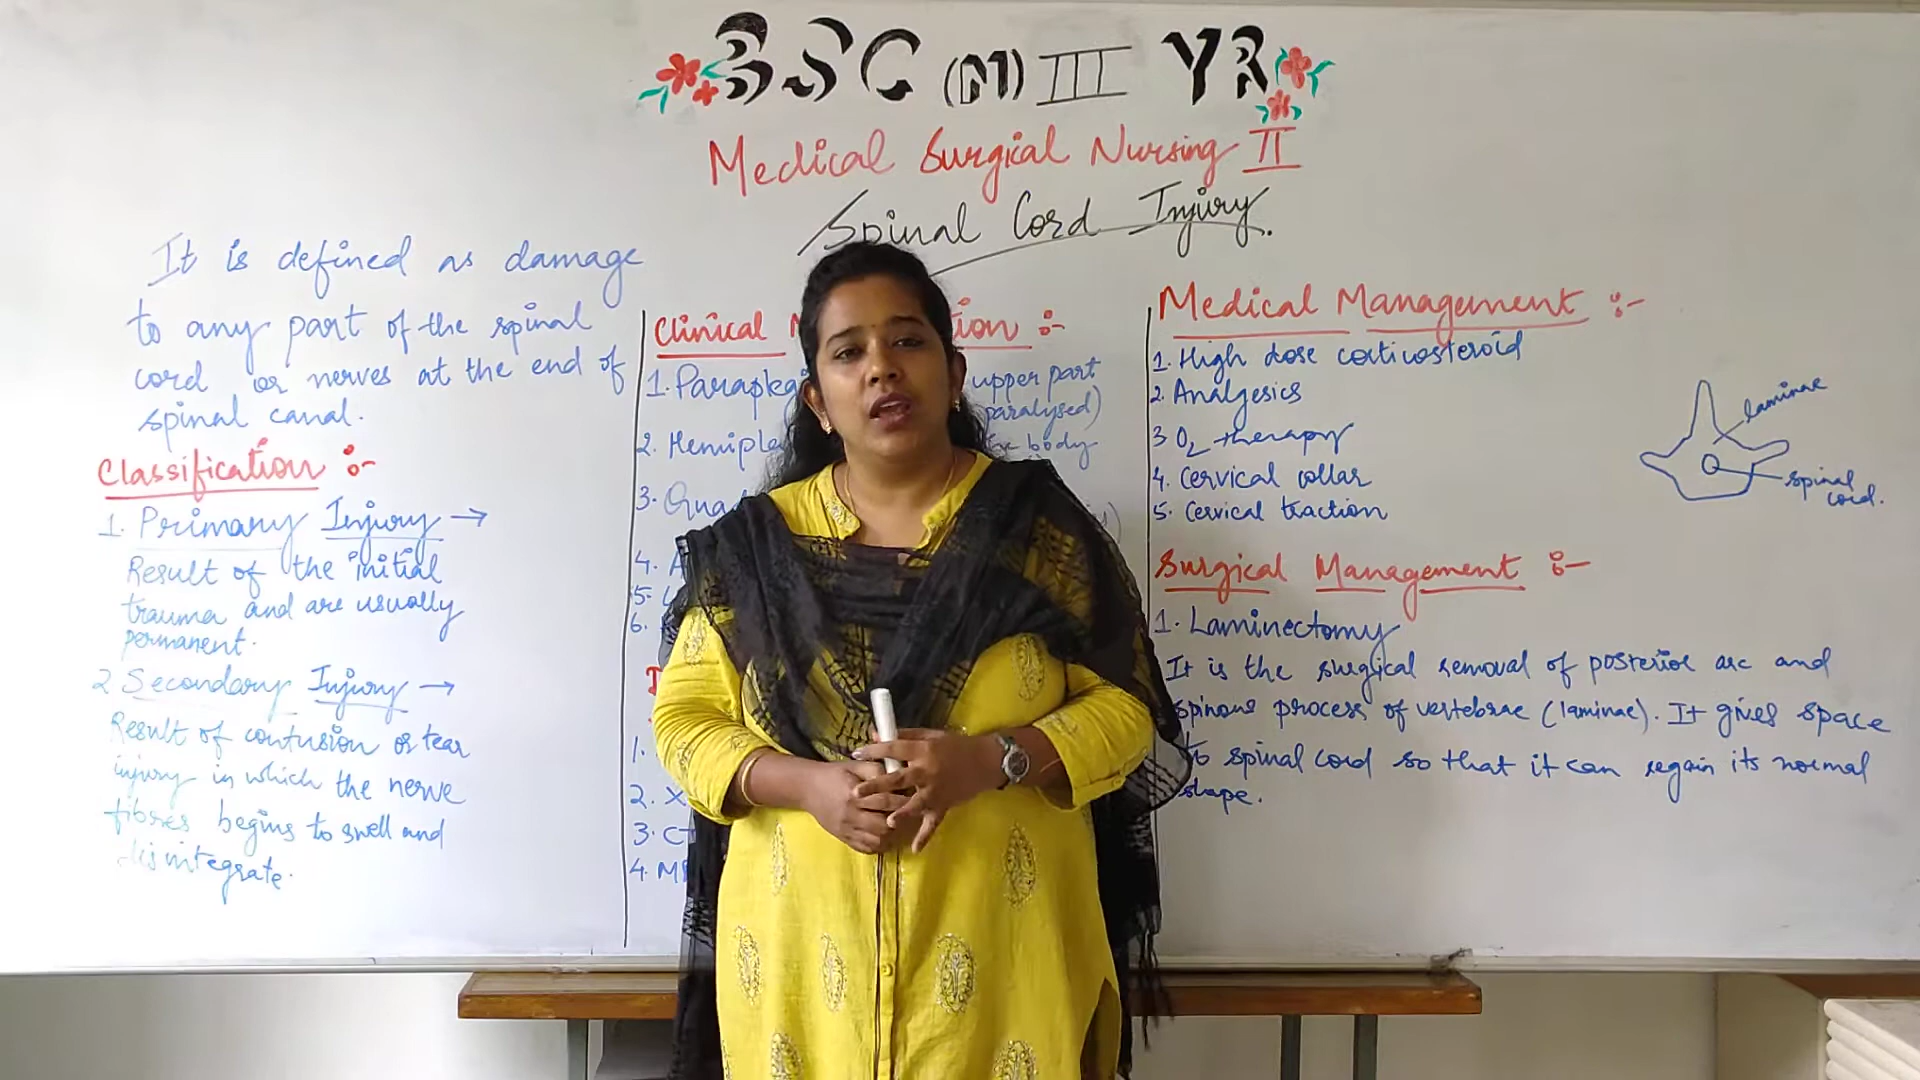 BSC (N) III YR
Medical Surgical Nursing II
Spinal Cord Injury.
It is defined as damage
to any part of the spinal
cord or nerves at the end of
spinal canal.
Classification :-
1. Primary Injury →
Result of the initial
trauma and are usually
permanent.
2 Secondary Injury →
Result of contusion or tear
injury in which the nerve
fibres begins to swell and
disintegrate.
Clinical
:-
1. Parapleg
upper part
paralysed)
2. Hemiple
body
3. Qua
4. A
5.
6.
1.
2. X
3. CT
4. MR
Medical Management :-
1. High dose corticosteroid
2. Analgesics
3 O2 therapy
4. Cervical collar
5. Cervical traction
laminae
spinal
cord.
Surgical Management :-
1. Laminectomy
It is the surgical removal of posterior arc and
spinous process of vertebrae (laminae). It gives space
to spinal cord so that it can regain its normal
shape.